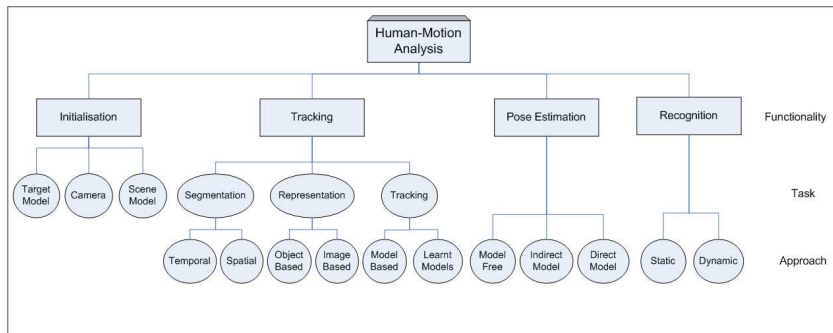 Human-Motion
Analysis
Initialisation
Tracking
Pose Estimation
Recognition
Functionality
Target
Model
Camera
Scene
Model
Segmentation
Representation
Tracking
Task
Temporal
Spatial
Object
Based
Image
Based
Model
Based
Learnt
Models
Model
Free
Indirect
Model
Direct
Model
Static
Dynamic
Approach